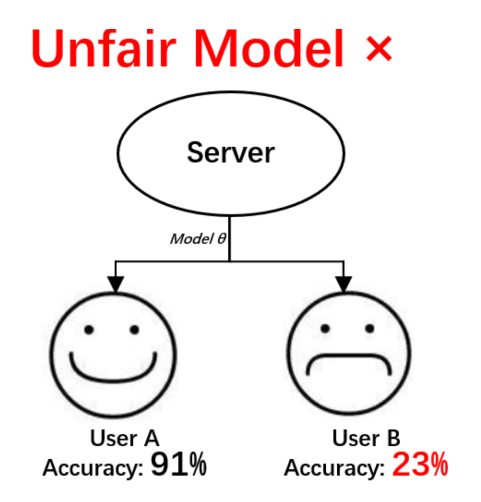 Unfair Model ×
Server
Model θ
User A
Accuracy: 91%
User B
Accuracy: 23%